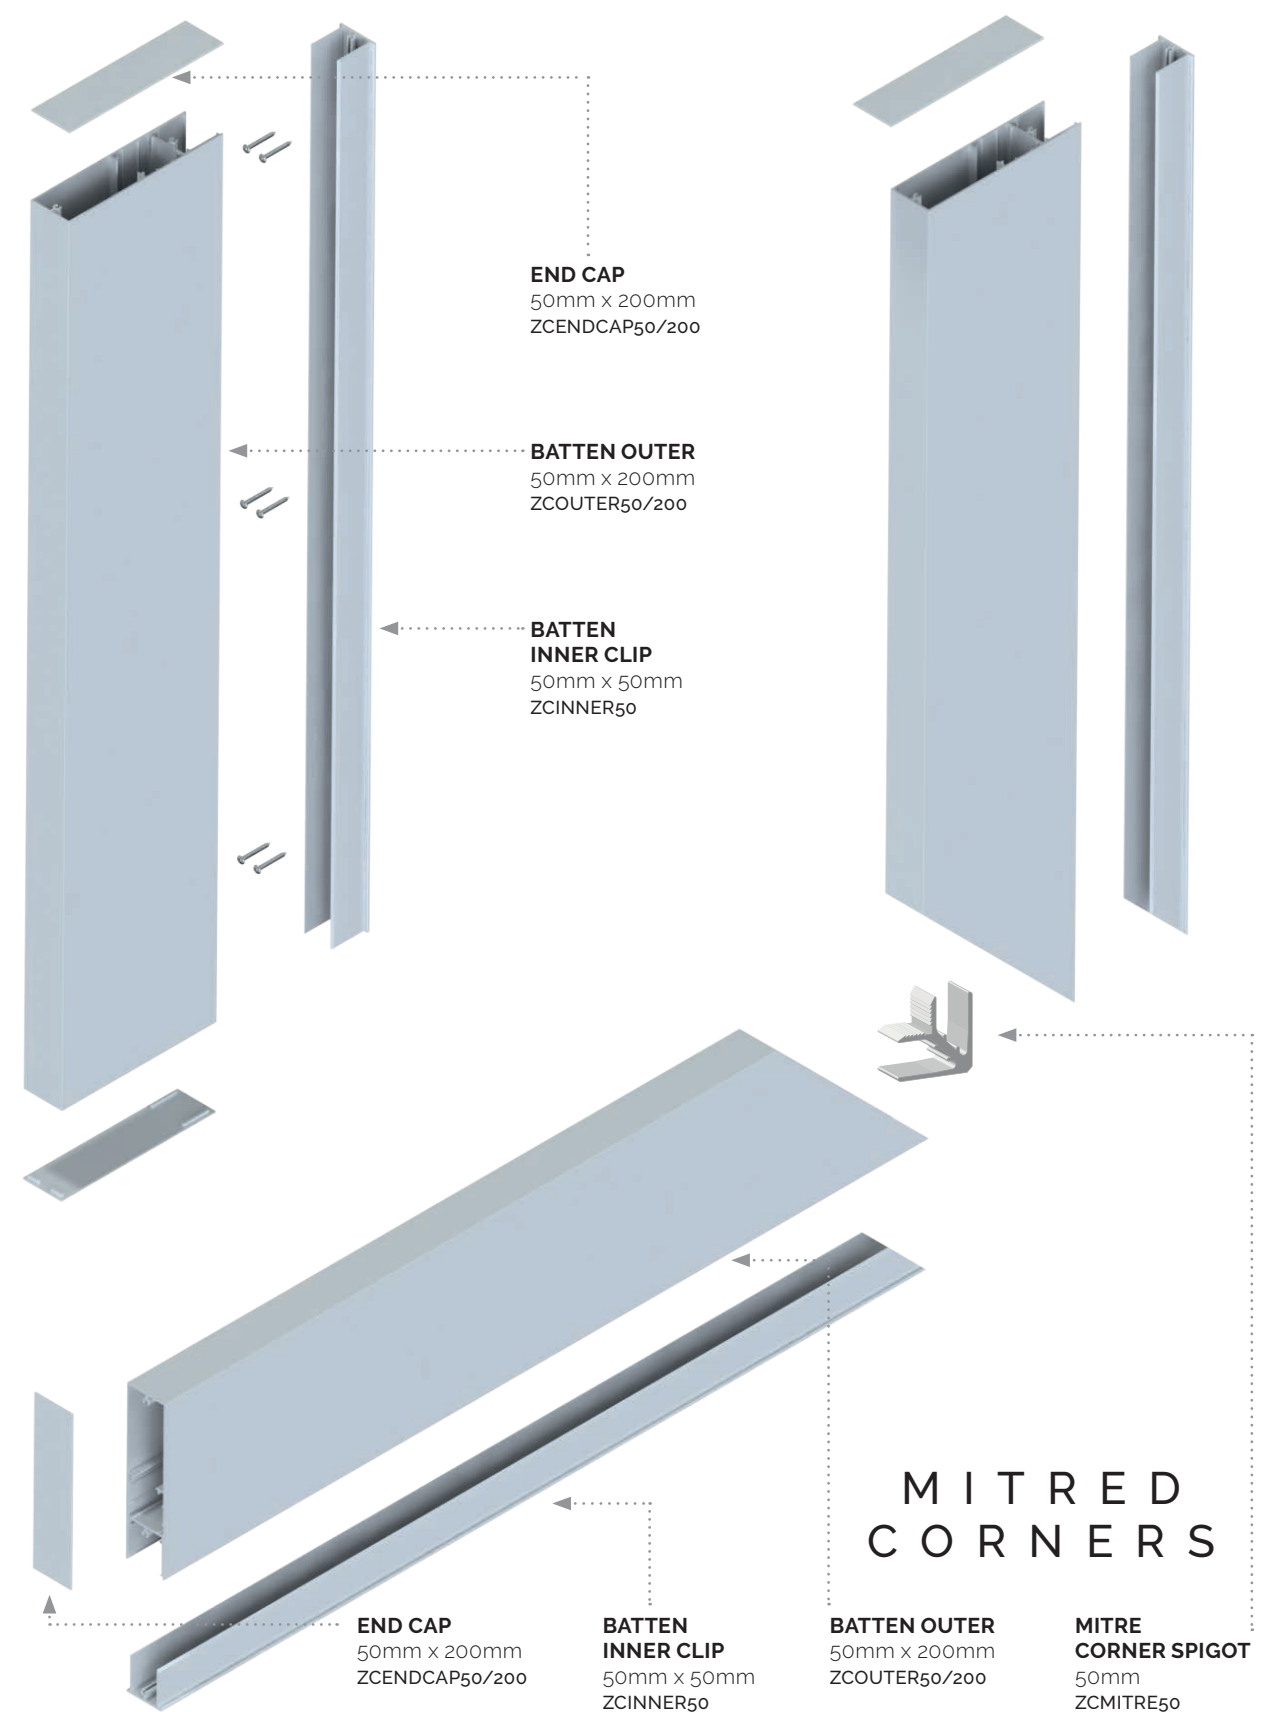 END CAP
50mm x 200mm
ZCENDCAP50/200
BATTEN OUTER
50mm x 200mm
ZCOUTER50/200
BATTEN
INNER CLIP
50mm x 50mm
ZCINNER50
MITRED
CORNERS
END CAP
50mm x 200mm
ZCENDCAP50/200
BATTEN
INNER CLIP
50mm x 50mm
ZCINNER50
BATTEN OUTER
50mm x 200mm
ZCOUTER50/200
MITRE
CORNER SPIGOT
50mm
ZCMITRE50